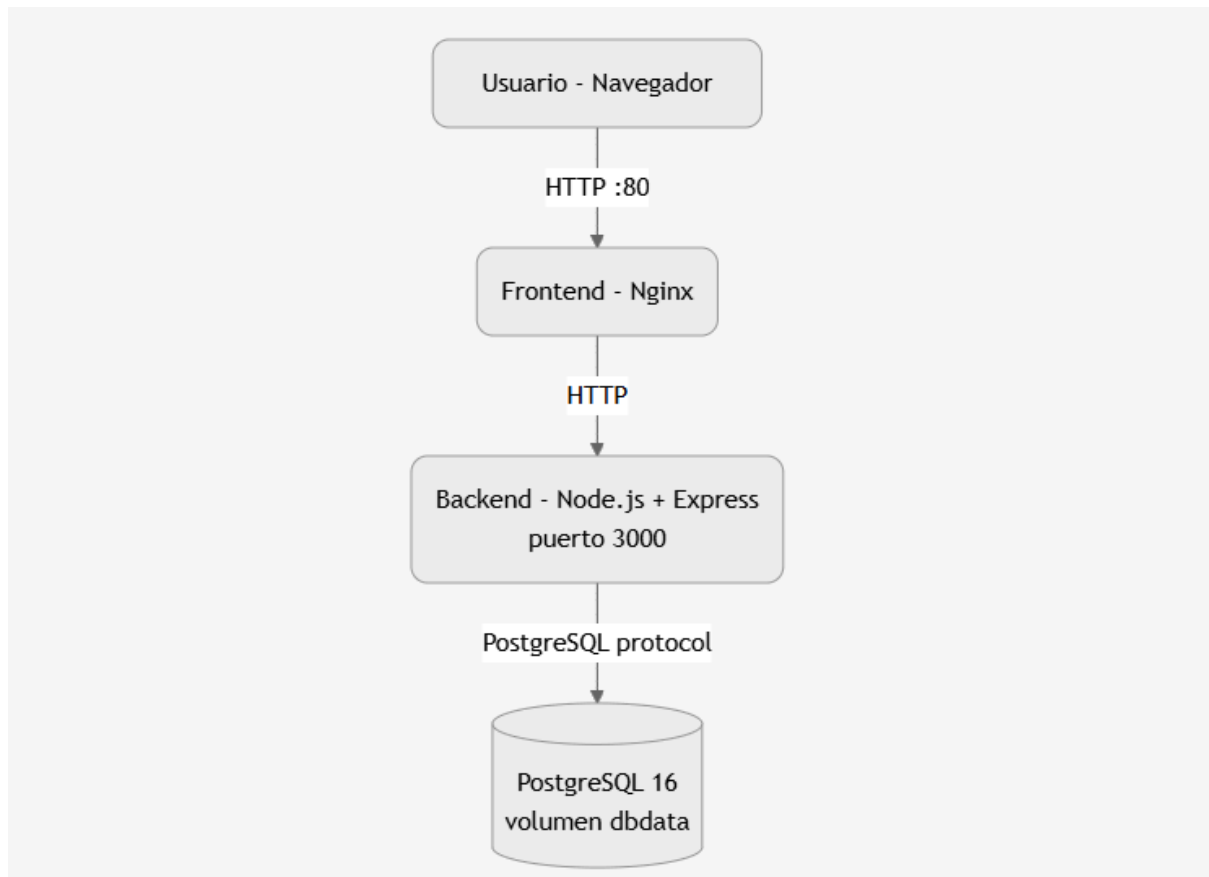 Usuario - Navegador
HTTP :80
Frontend - Nginx
HTTP
Backend - Node.js + Express
puerto 3000
PostgreSQL protocol
PostgreSQL 16
volumen dbdata